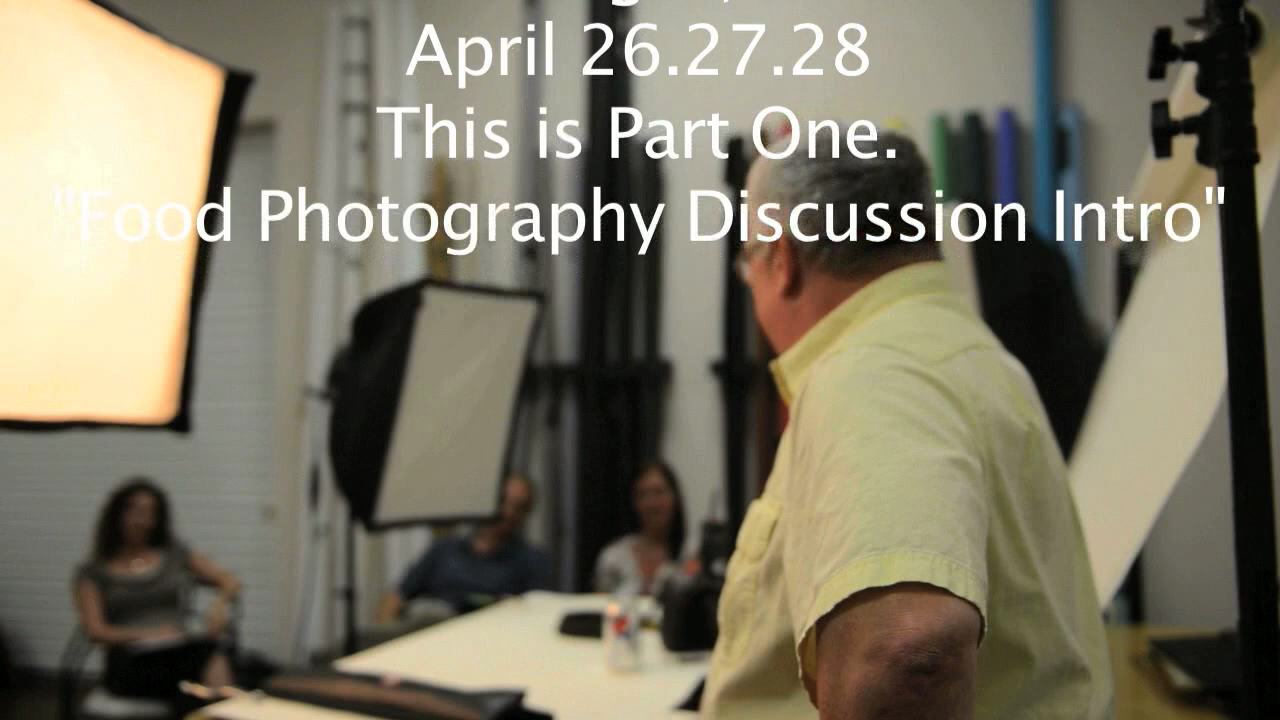 April 26.27.28
This is Part One.
"Food Photography Discussion Intro"